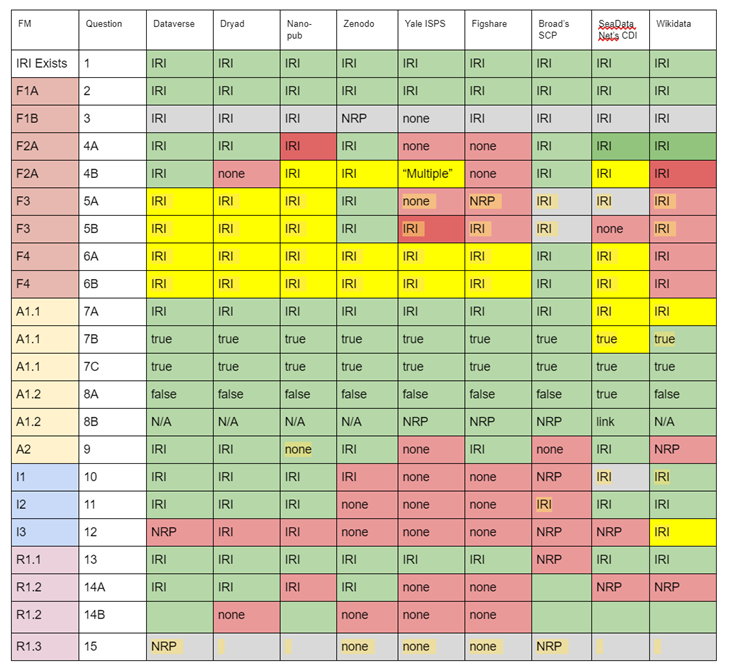 FM Question Dataverse Dryad Nano-pub Zenodo Yale ISPS Figshare Broad's SCP SeaData Net's CDI Wikidata
IRI Exists 1 IRI IRI IRI IRI IRI IRI IRI IRI IRI
F1A 2 IRI IRI IRI IRI IRI IRI IRI IRI IRI
F1B 3 IRI IRI IRI NRP none IRI IRI IRI IRI
F2A 4A IRI IRI IRI IRI none none IRI IRI IRI
F2A 4B IRI none IRI IRI “Multiple” none IRI IRI IRI
F3 5A IRI IRI IRI IRI none NRP IRI IRI IRI
F3 5B IRI IRI IRI IRI IRI IRI IRI none IRI
F4 6A IRI IRI IRI IRI IRI IRI IRI IRI IRI
F4 6B IRI IRI IRI IRI IRI IRI IRI IRI IRI
A1.1 7A IRI IRI IRI IRI IRI IRI IRI IRI IRI
A1.1 7B true true true true true true true true true
A1.1 7C true true true true true true true true true
A1.2 8A false false false false false false false true false
A1.2 8B N/A N/A N/A N/A NRP NRP NRP link N/A
A2 9 IRI IRI none IRI none IRI none IRI NRP
I1 10 IRI IRI IRI IRI none none NRP IRI IRI
I2 11 IRI IRI IRI none none none IRI IRI IRI
I3 12 NRP IRI IRI none none none NRP NRP IRI
R1.1 13 IRI IRI IRI IRI IRI IRI NRP IRI IRI
R1.2 14A IRI IRI IRI IRI none none NRP NRP
R1.2 14B none none none none
R1.3 15 NRP none none none NRP